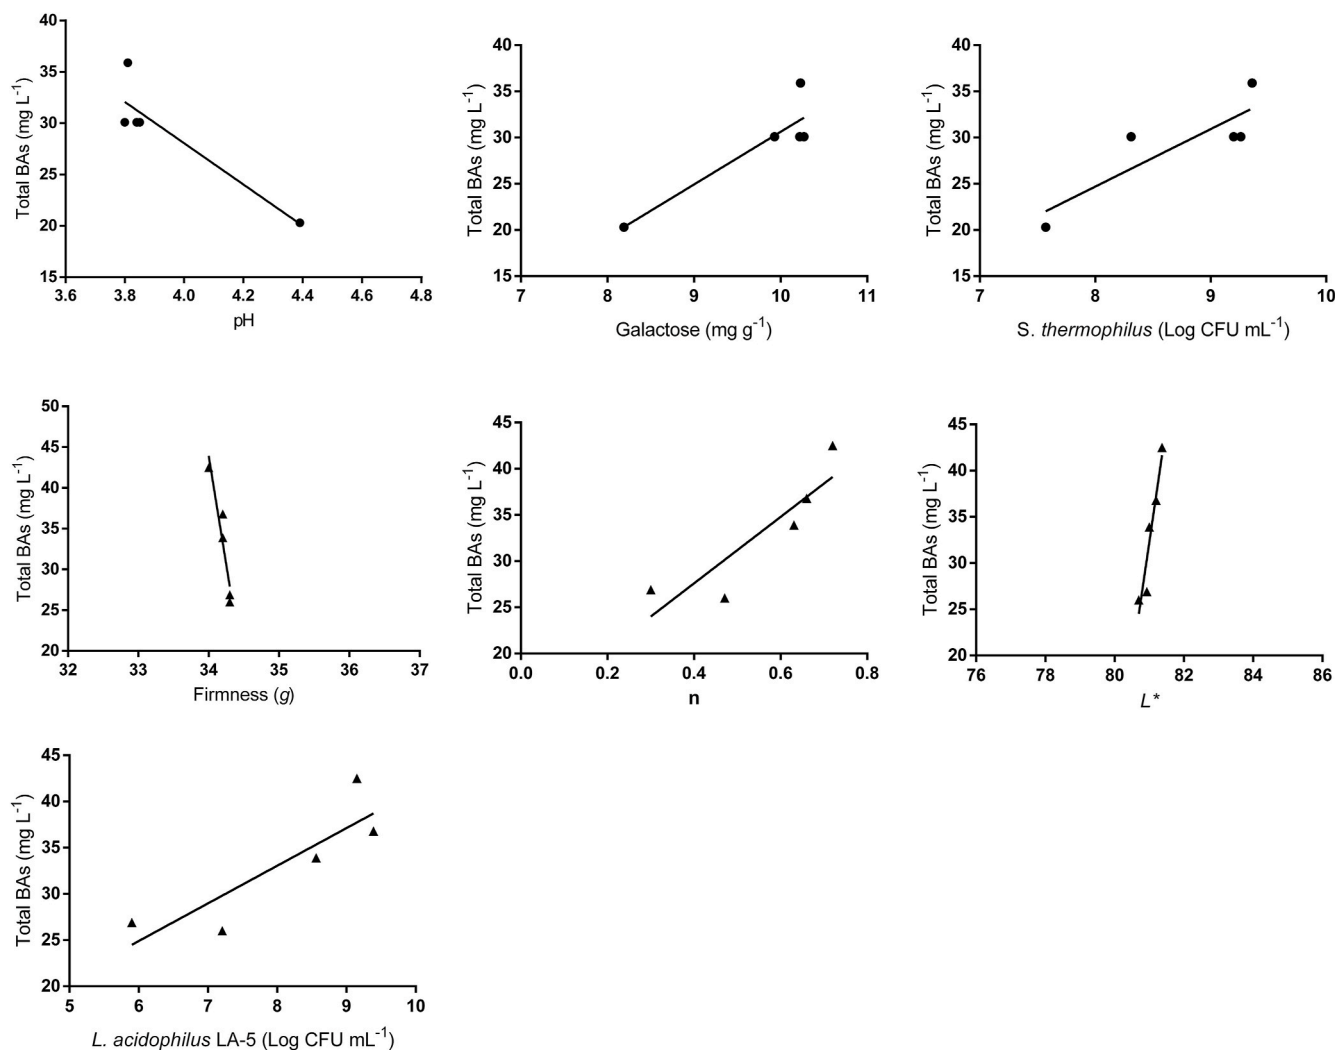 40
35
30
25
20
15
Total BAs (mg L-1)
3.6 3.8 4.0 4.2 4.4 4.6 4.8
pH
40
35
30
25
20
15
Total BAs (mg L-1)
7 8 9 10 11
Galactose (mg g-1)
40
35
30
25
20
15
Total BAs (mg L-1)
7 8 9 10
S. thermophilus (Log CFU mL-1)
50
45
40
35
30
25
20
Total BAs (mg L-1)
32 33 34 35 36 37
Firmness (g)
45
40
35
30
25
20
Total BAs (mg L-1)
0.0 0.2 0.4 0.6 0.8
n
45
40
35
30
25
20
Total BAs (mg L-1)
76 78 80 82 84 86
L*
45
40
35
30
25
20
Total BAs (mg L-1)
5 6 7 8 9 10
L. acidophilus LA-5 (Log CFU mL-1)